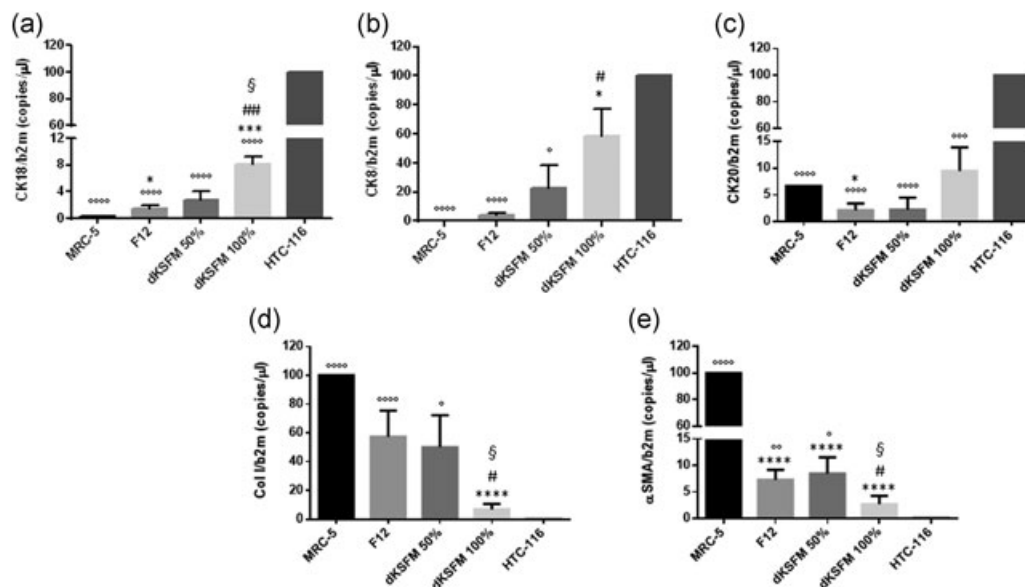 (a)
CK18/b2m (copies/µl)
120
100
80
60
12
8
4
0
°°°°
*
°°°°
°°°°
§
##
***
°°°°
MRC-5
F12
dKSFM 50%
dKSFM 100%
HTC-116
(b)
CK8/b2m (copies/µl)
120
100
80
60
40
20
0
°°°°
°°°°
°
#
*
MRC-5
F12
dKSFM 50%
dKSFM 100%
HTC-116
(c)
CK20/b2m (copies/µl)
120
100
80
60
15
10
5
0
°°°°
*
°°°°
°°°°
°°°
MRC-5
F12
dKSFM 50%
dKSFM 100%
HTC-116
(d)
Col I/b2m (copies/µl)
120
100
80
60
40
20
0
°°°°
°°°°
°
§
#
****
MRC-5
F12
dKSFM 50%
dKSFM 100%
HTC-116
(e)
αSMA/b2m (copies/µl)
120
100
80
60
15
10
5
0
°°°°
°°
****
°
****
§
#
****
MRC-5
F12
dKSFM 50%
dKSFM 100%
HTC-116